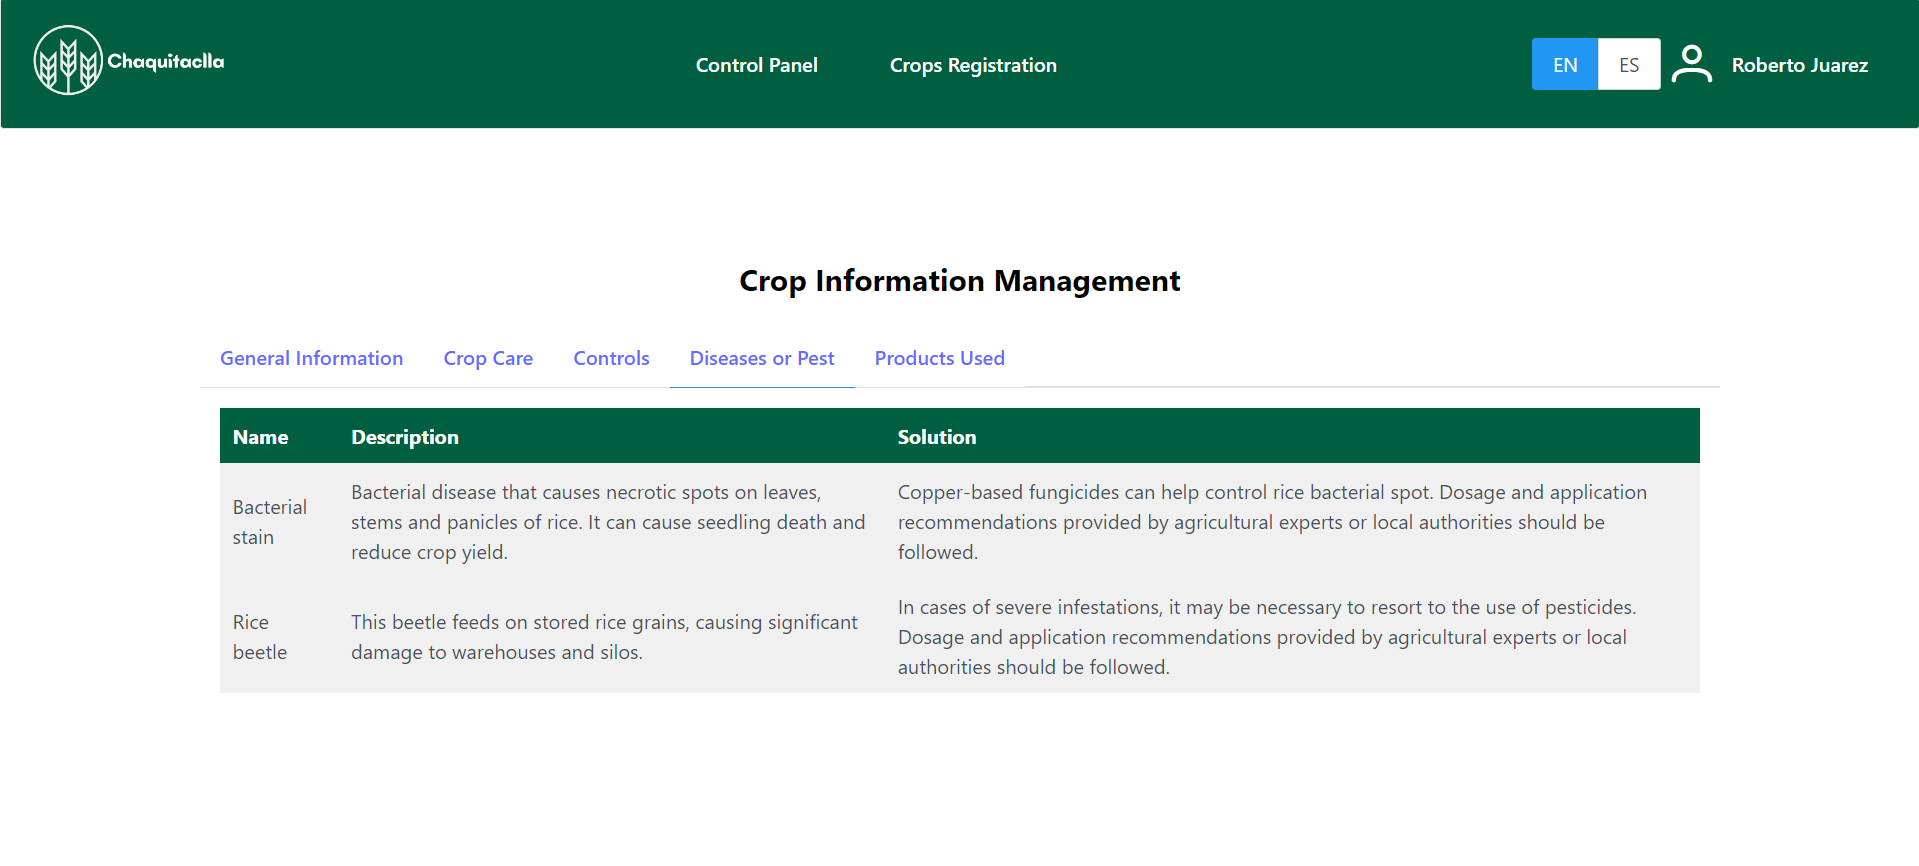 Chaquitaclla
Control Panel
Crops Registration
EN
ES
Roberto Juarez
Crop Information Management
General Information
Crop Care
Controls
Diseases or Pest
Products Used
Name
Description
Solution
Bacterial
stain
Bacterial disease that causes necrotic spots on leaves,
stems and panicles of rice. It can cause seedling death and
reduce crop yield.
Copper-based fungicides can help control rice bacterial spot. Dosage and application
recommendations provided by agricultural experts or local authorities should be
followed.
Rice
beetle
This beetle feeds on stored rice grains, causing significant
damage to warehouses and silos.
In cases of severe infestations, it may be necessary to resort to the use of pesticides.
Dosage and application recommendations provided by agricultural experts or local
authorities should be followed.